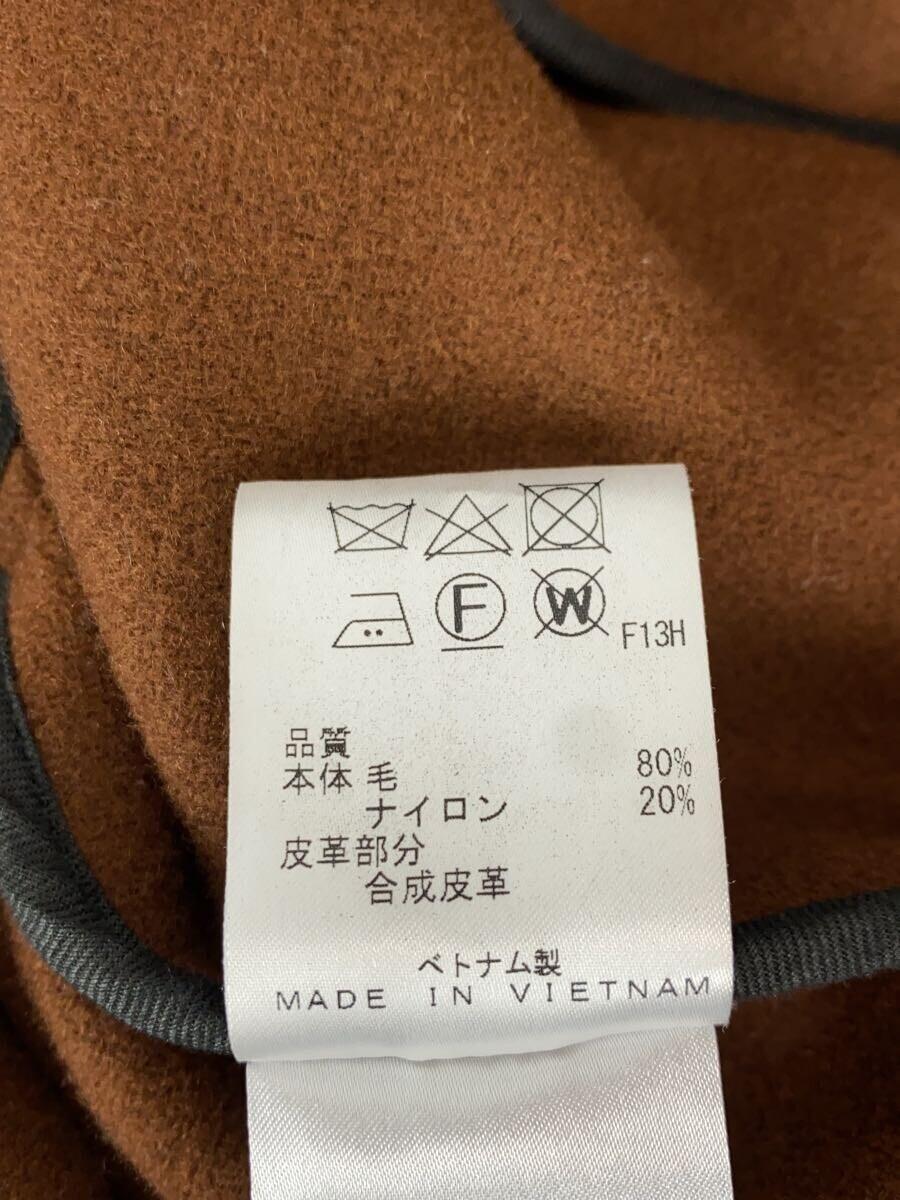 F W F13H
品質
本体 毛 80%
ナイロン 20%
皮革部分
合成皮革
ベトナム製
MADE IN VIETNAM